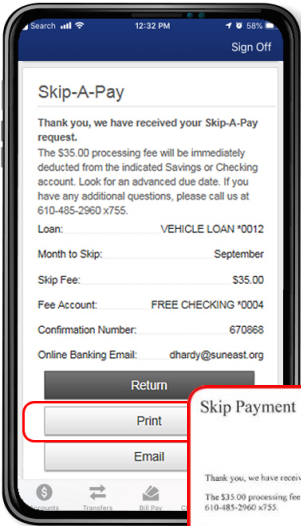 Search 12:32 PM 58%
Sign Off
Skip-A-Pay
Thank you, we have received your Skip-A-Pay
request.
The $35.00 processing fee will be immediately
deducted from the indicated Savings or Checking
account. Look for an advanced due date. If you
have any additional questions, please call us at
610-485-2960 x755.
Loan: VEHICLE LOAN *0012
Month to Skip: September
Skip Fee: $35.00
Fee Account: FREE CHECKING *0004
Confirmation Number: 670868
Online Banking Email: dhardy@suneast.org
Return
Print
Email
Accounts Transfers Bill Pay
Skip Payment
Thank you, we have receiv
The $35.00 processing fee
610-485-2960 x755.